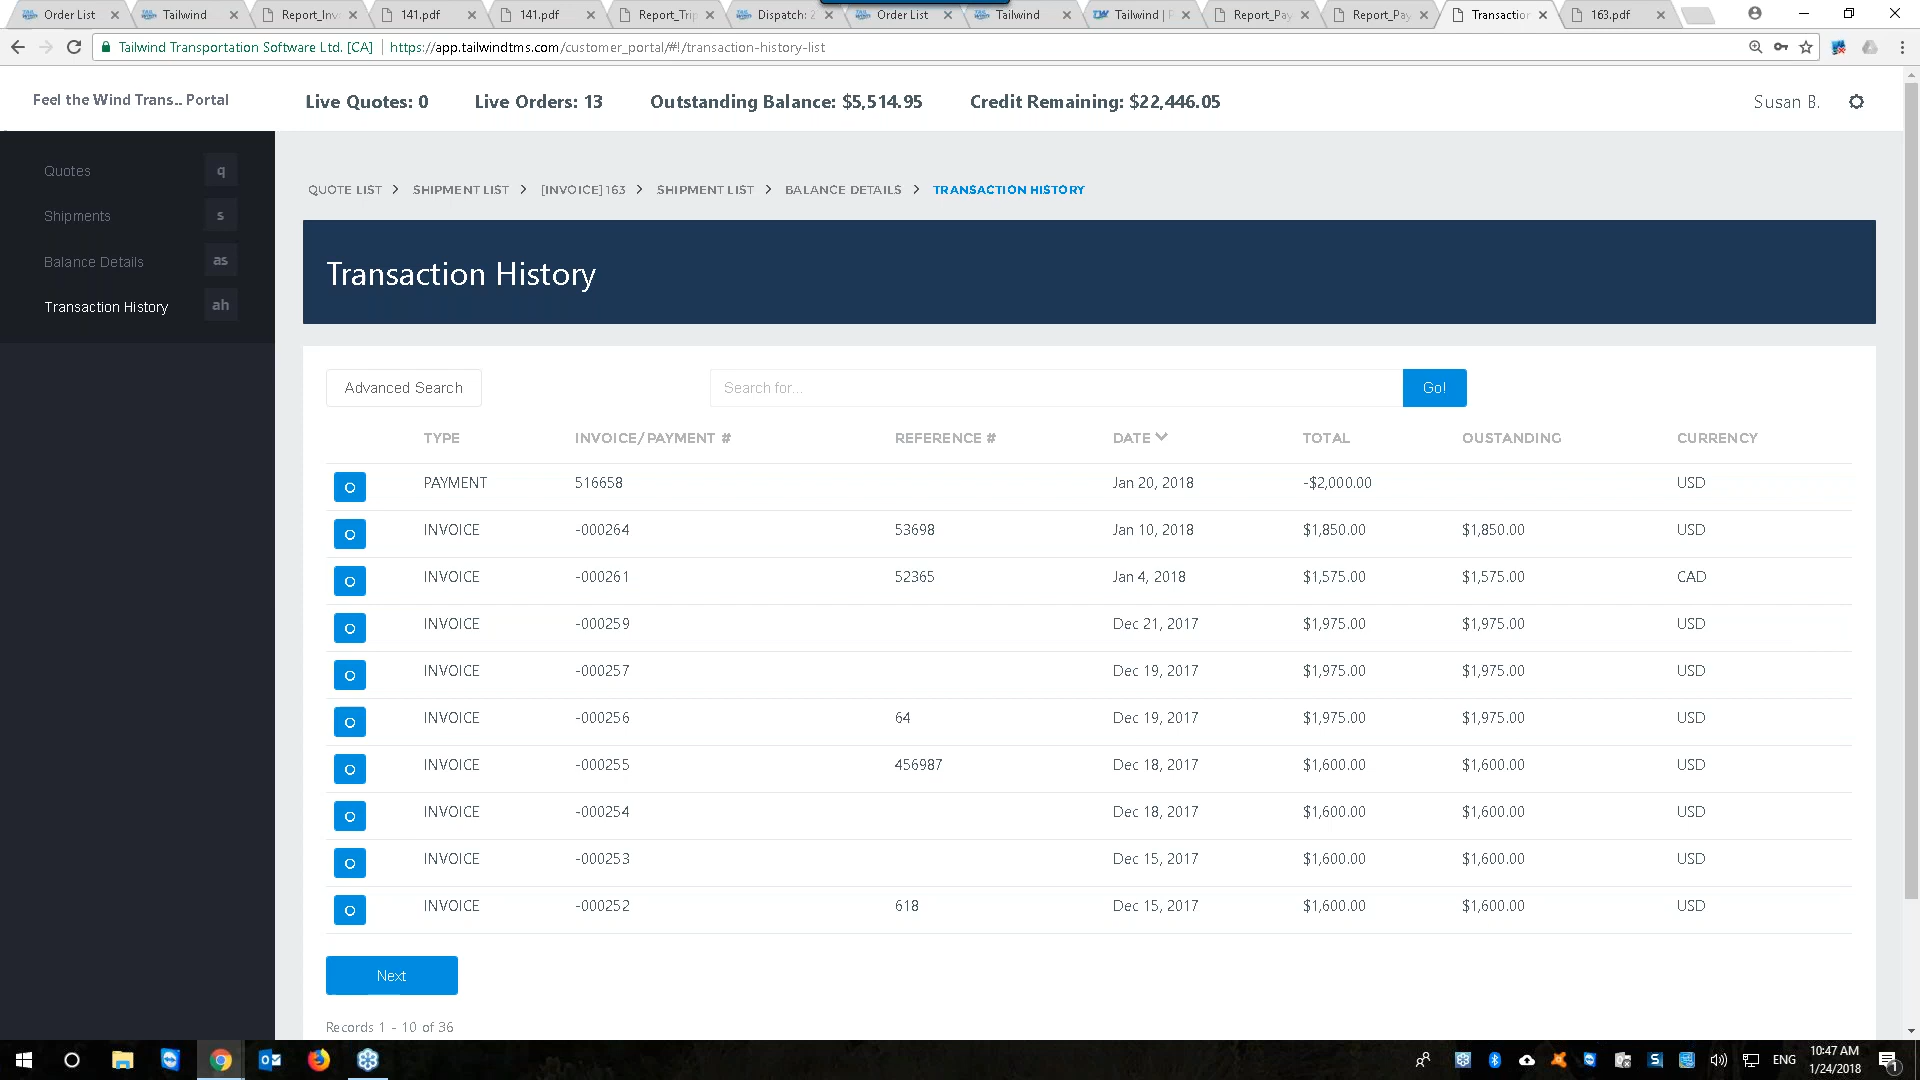 Order List Tailwind Report_Inv 141.pdf 141.pdf Report_Trip Dispatch: Order List Tailwind Tailwind | Report_Pay Report_Pay Transaction 163.pdf
Tailwind Transportation Software Ltd. [CA] https://app.tailwindtms.com/customer_portal/#!/transaction-history-list
Feel the Wind Trans... Portal Live Quotes: 0 Live Orders: 13 Outstanding Balance: $5,514.95 Credit Remaining: $22,446.05 Susan B.
Quotes q
Shipments s
Balance Details as
Transaction History ah
QUOTE LIST > SHIPMENT LIST > [INVOICE] 163 > SHIPMENT LIST > BALANCE DETAILS > TRANSACTION HISTORY
Transaction History
Advanced Search Search for... Go!
TYPE INVOICE/PAYMENT # REFERENCE # DATE TOTAL OUSTANDING CURRENCY
PAYMENT 516658 Jan 20, 2018 -$2,000.00 USD
INVOICE -000264 53698 Jan 10, 2018 $1,850.00 $1,850.00 USD
INVOICE -000261 52365 Jan 4, 2018 $1,575.00 $1,575.00 CAD
INVOICE -000259 Dec 21, 2017 $1,975.00 $1,975.00 USD
INVOICE -000257 Dec 19, 2017 $1,975.00 $1,975.00 USD
INVOICE -000256 64 Dec 19, 2017 $1,975.00 $1,975.00 USD
INVOICE -000255 456987 Dec 18, 2017 $1,600.00 $1,600.00 USD
INVOICE -000254 Dec 18, 2017 $1,600.00 $1,600.00 USD
INVOICE -000253 Dec 15, 2017 $1,600.00 $1,600.00 USD
INVOICE -000252 618 Dec 15, 2017 $1,600.00 $1,600.00 USD
Next
Records 1 - 10 of 36
ENG 10:47 AM
1/24/2018